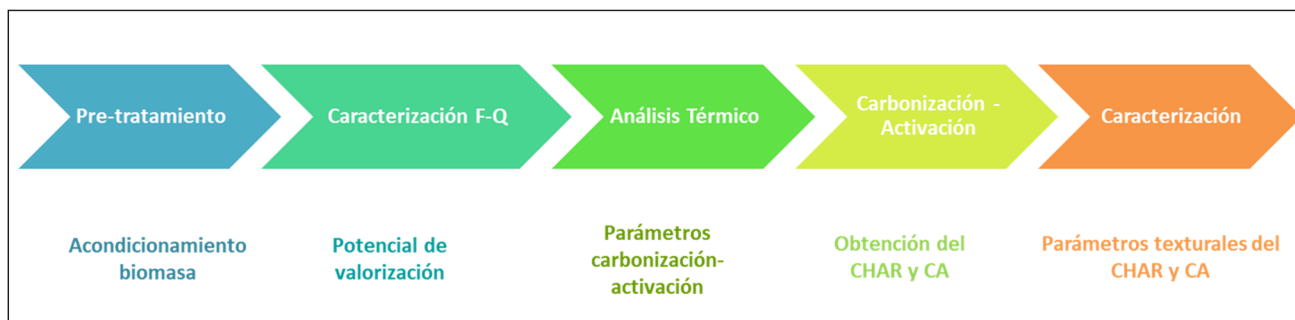 Pre-tratamiento
Caracterización F-Q
Análisis Térmico
Carbonización -
Activación
Caracterización
Acondicionamiento
biomasa
Potencial de
valorización
Parámetros
carbonización-
activación
Obtención del
CHAR y CA
Parámetros texturales del
CHAR y CA